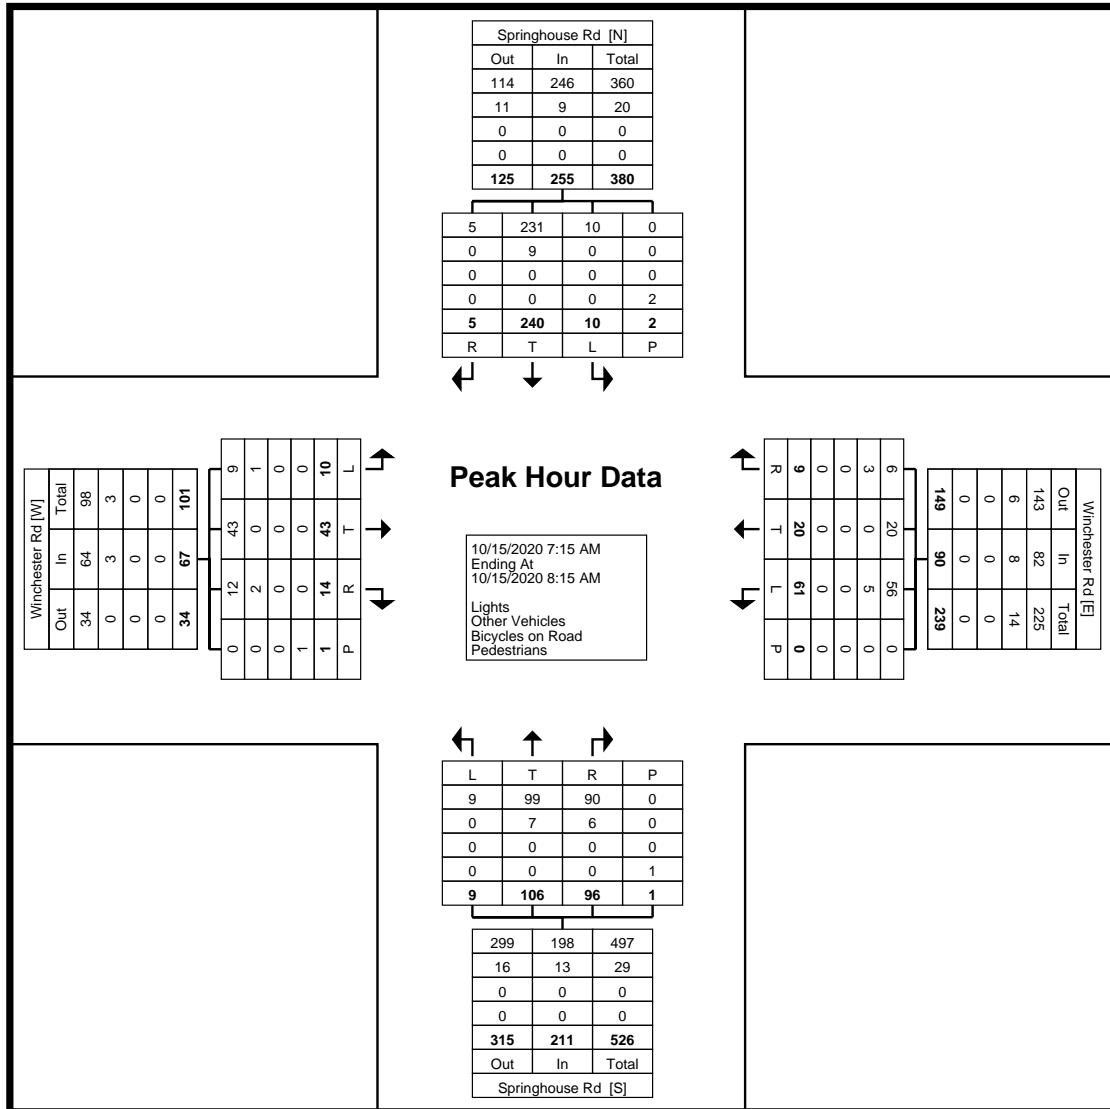 Springhouse Rd [N]
Out In Total
114 246 360
11 9 20
0 0 0
0 0 0
125 255 380
5 231 10 0
0 9 0 0
0 0 0 0
0 0 0 2
5 240 10 2
R T L P
Winchester Rd [W]
Total In Out
98 64 34
3 3 0
0 0 0
0 0 0
101 67 34
9 43 12 0
1 0 2 0
0 0 0 0
0 0 0 1
10 43 14 1
L T R P
Peak Hour Data
10/15/2020 7:15 AM
Ending At
10/15/2020 8:15 AM
Lights
Other Vehicles
Bicycles on Road
Pedestrians
Winchester Rd [E]
Out In Total
143 82 225
6 8 14
0 0 0
0 0 0
149 90 239
6 20 56 0
3 0 5 0
0 0 0 0
0 0 0 0
9 20 61 0
R T L P
L T R P
9 99 90 0
0 7 6 0
0 0 0 0
0 0 0 1
9 106 96 1
299 198 497
16 13 29
0 0 0
0 0 0
315 211 526
Out In Total
Springhouse Rd [S]